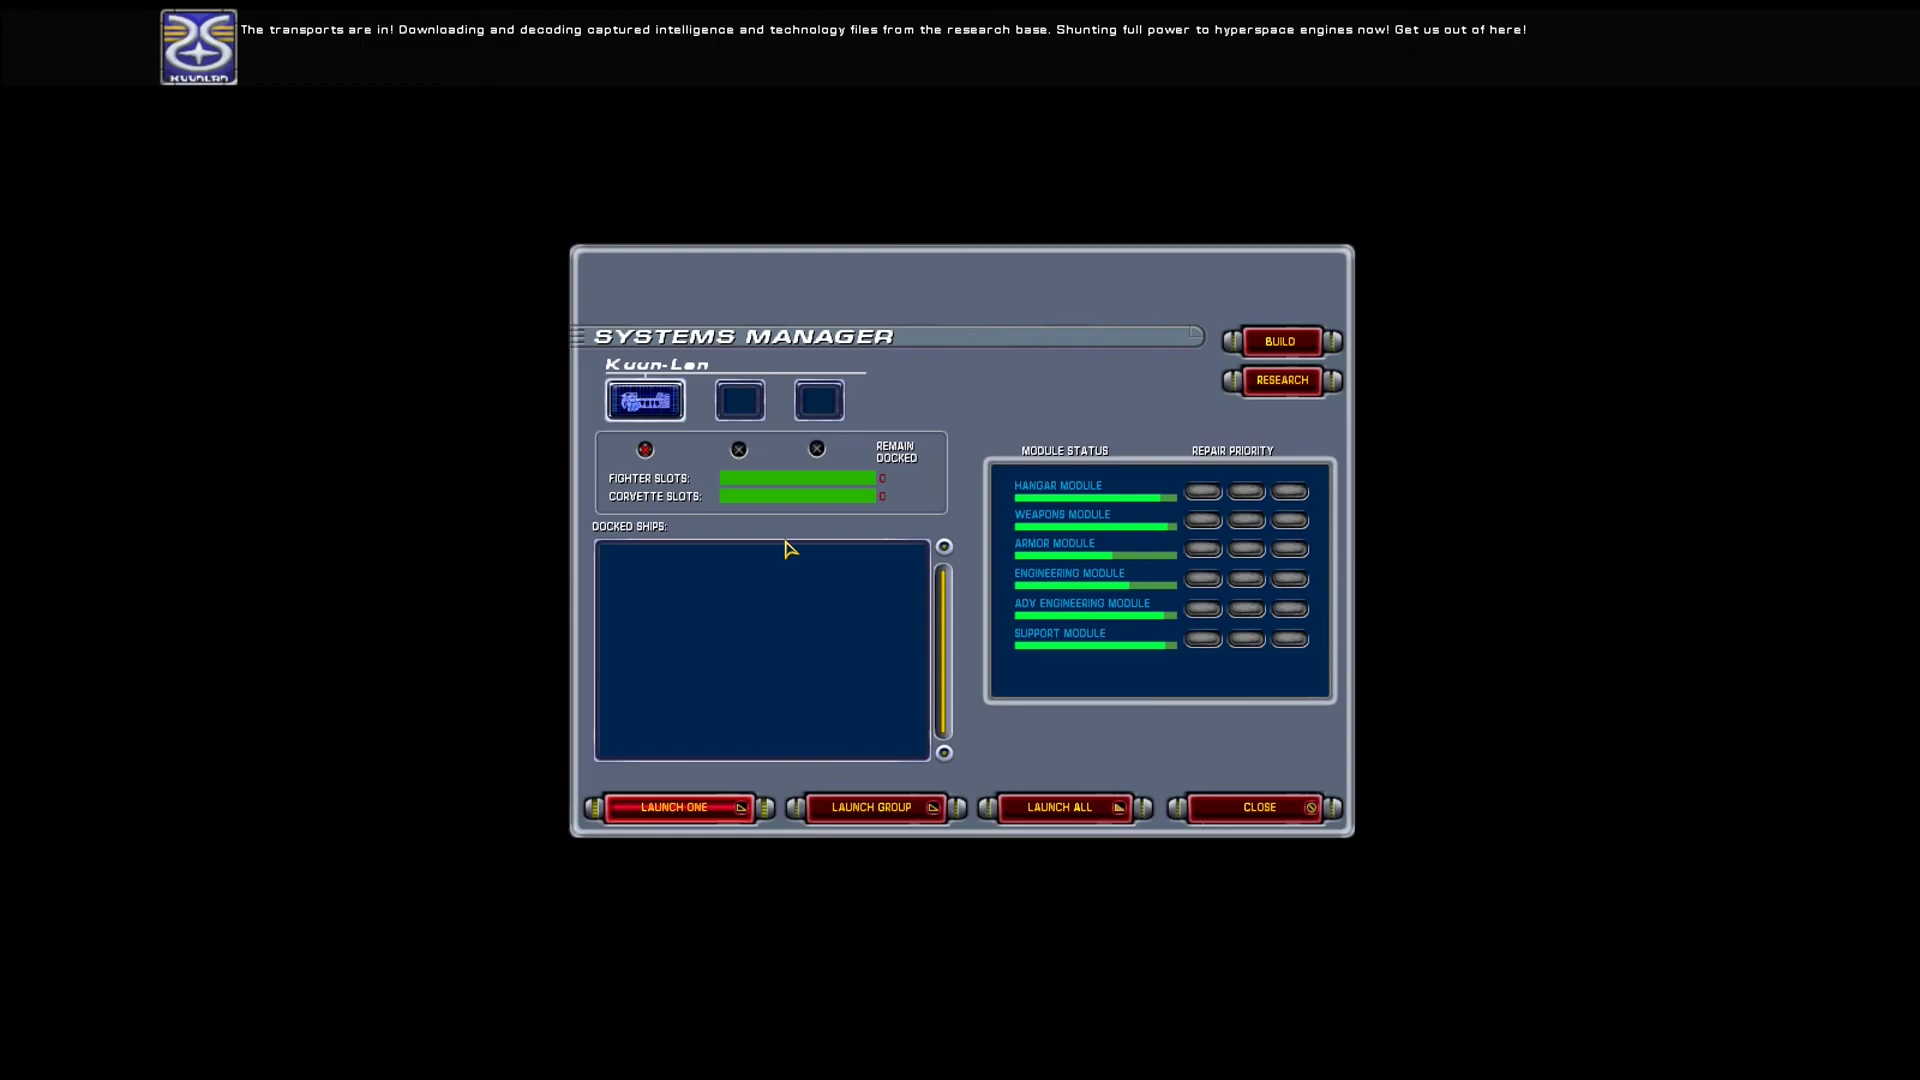 The transports are in! Downloading and decoding captured intelligence and technology files from the research base. Shunting full power to hyperspace engines now! Get us out of here!
KUUNLAN
SYSTEMS MANAGER
BUILD
Kuun-Lan
RESEARCH
REMAIN
DOCKED
FIGHTER SLOTS: 0
CORVETTE SLOTS: 0
DOCKED SHIPS:
MODULE STATUS REPAIR PRIORITY
HANGAR MODULE
WEAPONS MODULE
ARMOR MODULE
ENGINEERING MODULE
ADV ENGINEERING MODULE
SUPPORT MODULE
LAUNCH ONE LAUNCH GROUP LAUNCH ALL CLOSE